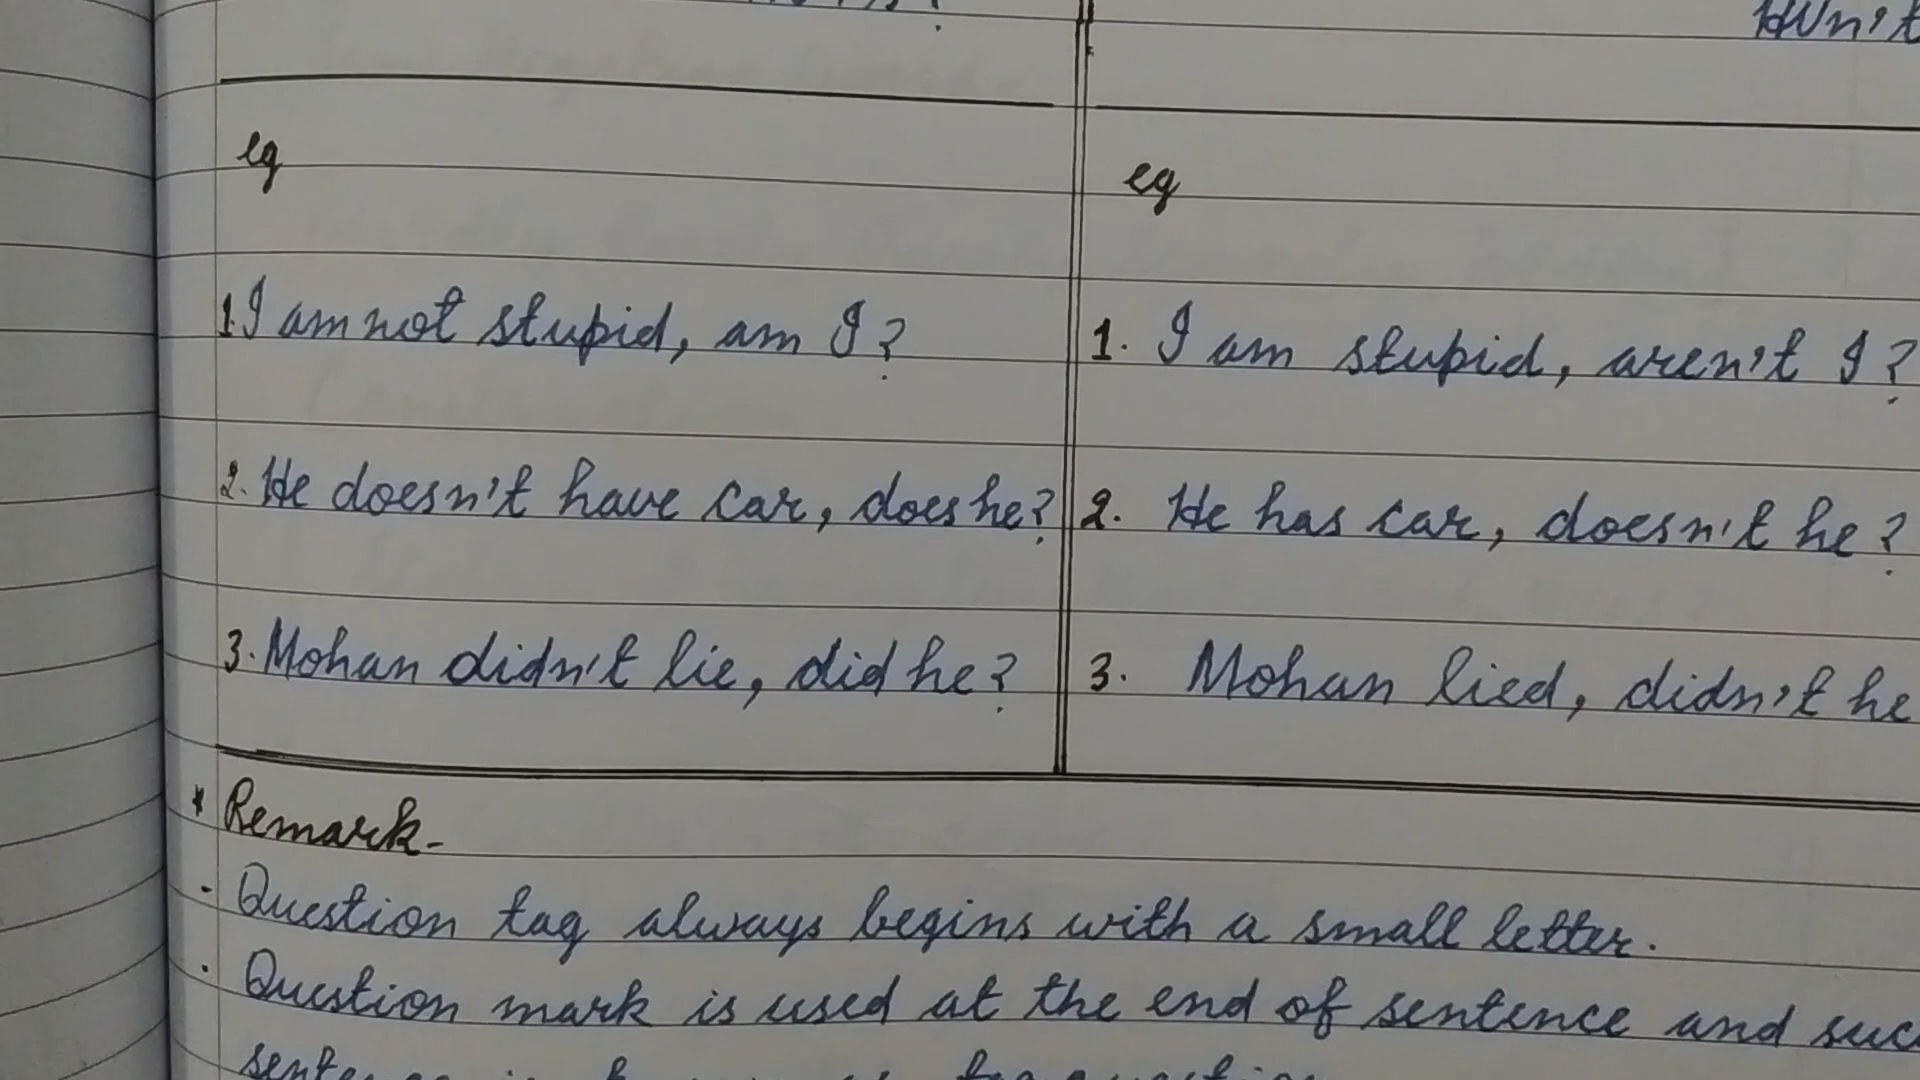 eg
1. I am not stupid, am I?
2. He doesn't have car, does he?
3. Mohan didn't lie, did he?
eg
1. I am stupid, aren't I?
2. He has car, doesn't he?
3. Mohan lied, didn't he
* Remark-
- Question tag always begins with a small letter.
. Question mark is used at the end of sentence and suc